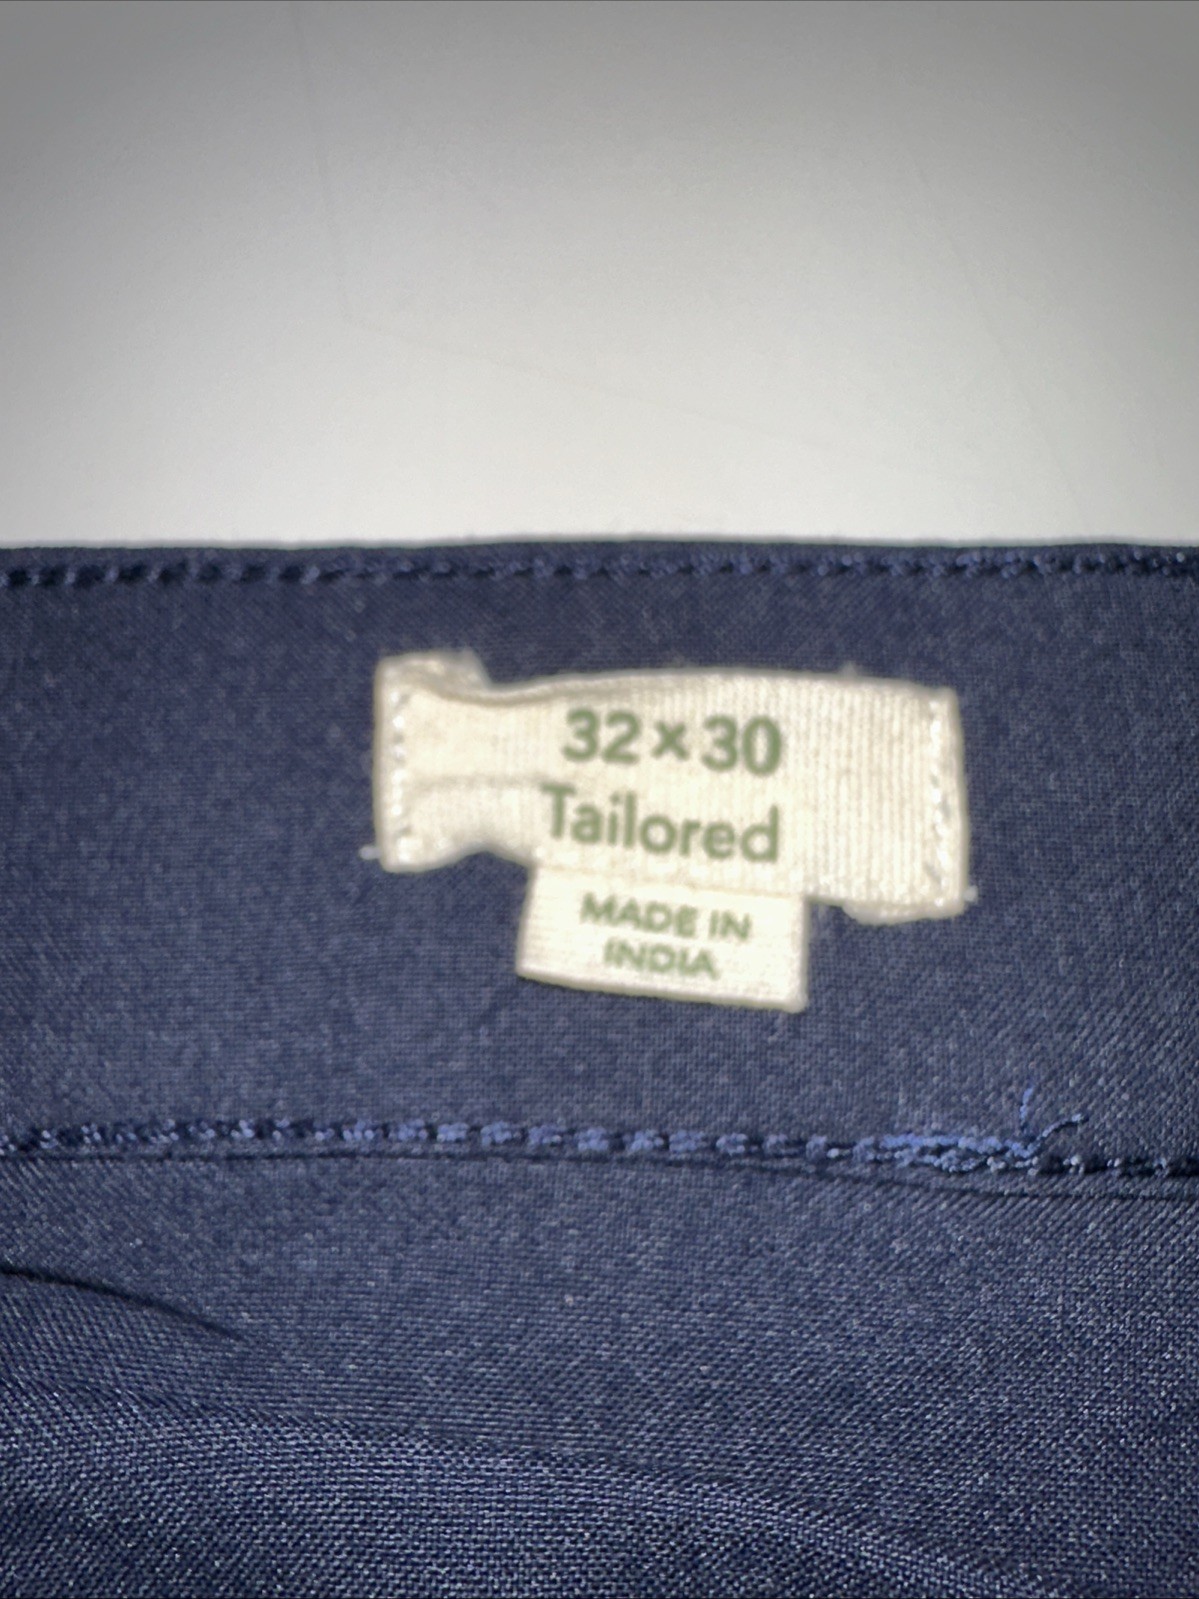 32 × 30
Tailored
MADE IN
INDIA